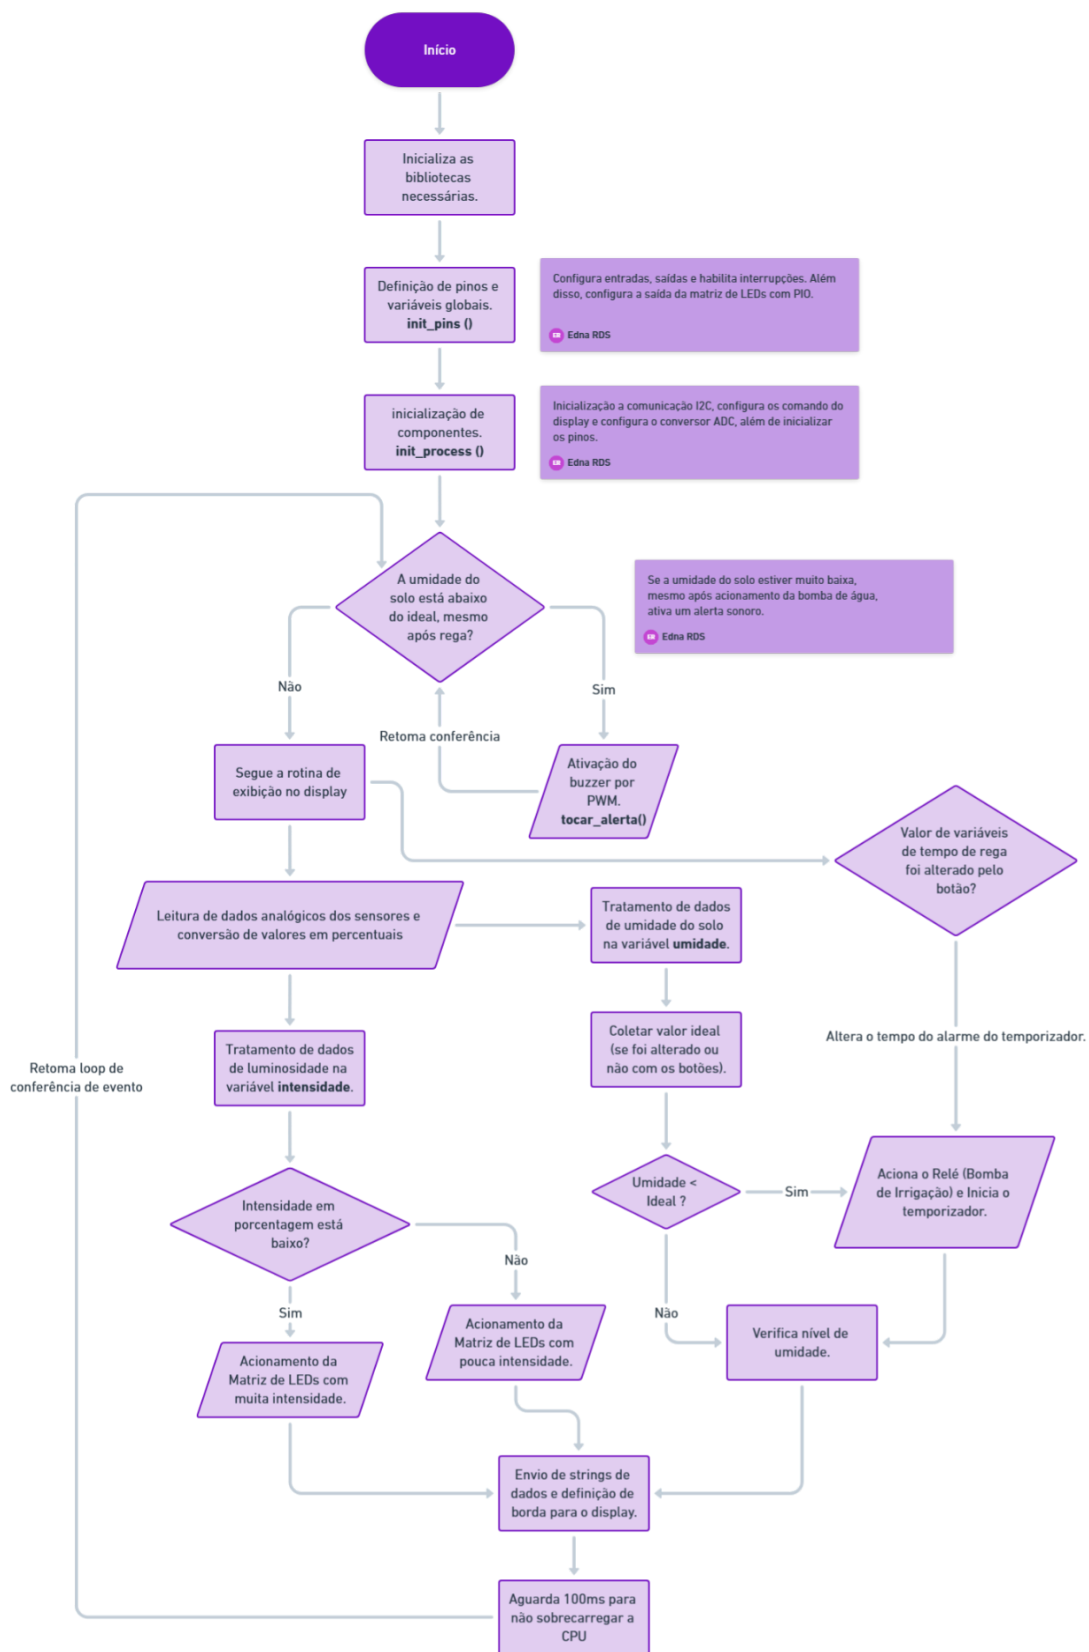 Início
Inicializa as
bibliotecas
necessárias.
Definição de pinos e
variáveis globais.
init_pins ()
Configura entradas, saídas e habilita interrupções. Além
disso, configura a saída da matriz de LEDs com PIO.
ER Edna RDS
inicialização de
componentes.
init_process ()
Inicialização a comunicação I2C, configura os comando do
display e configura o conversor ADC, além de inicializar
os pinos.
ER Edna RDS
A umidade do
solo está abaixo
do ideal, mesmo
após rega?
Se a umidade do solo estiver muito baixa,
mesmo após acionamento da bomba de água,
ativa um alerta sonoro.
ER Edna RDS
Não
Sim
Retoma conferência
Segue a rotina de
exibição no display
Ativação do
buzzer por
PWM.
tocar_alerta()
Valor de variáveis
de tempo de rega
foi alterado pelo
botão?
Leitura de dados analógicos dos sensores e
conversão de valores em percentuais
Tratamento de dados
de umidade do solo
na variável umidade.
Coletar valor ideal
(se foi alterado ou
não com os botões).
Altera o tempo do alarme do temporizador.
Retoma loop de
conferência de evento
Tratamento de dados
de luminosidade na
variável intensidade.
Umidade <
Ideal ?
Sim
Aciona o Relé (Bomba
de Irrigação) e Inicia o
temporizador.
Intensidade em
porcentagem está
baixo?
Não
Sim
Não
Acionamento da
Matriz de LEDs com
pouca intensidade.
Verifica nível de
umidade.
Acionamento da
Matriz de LEDs com
muita intensidade.
Envio de strings de
dados e definição de
borda para o display.
Aguarda 100ms para
não sobrecarregar a
CPU